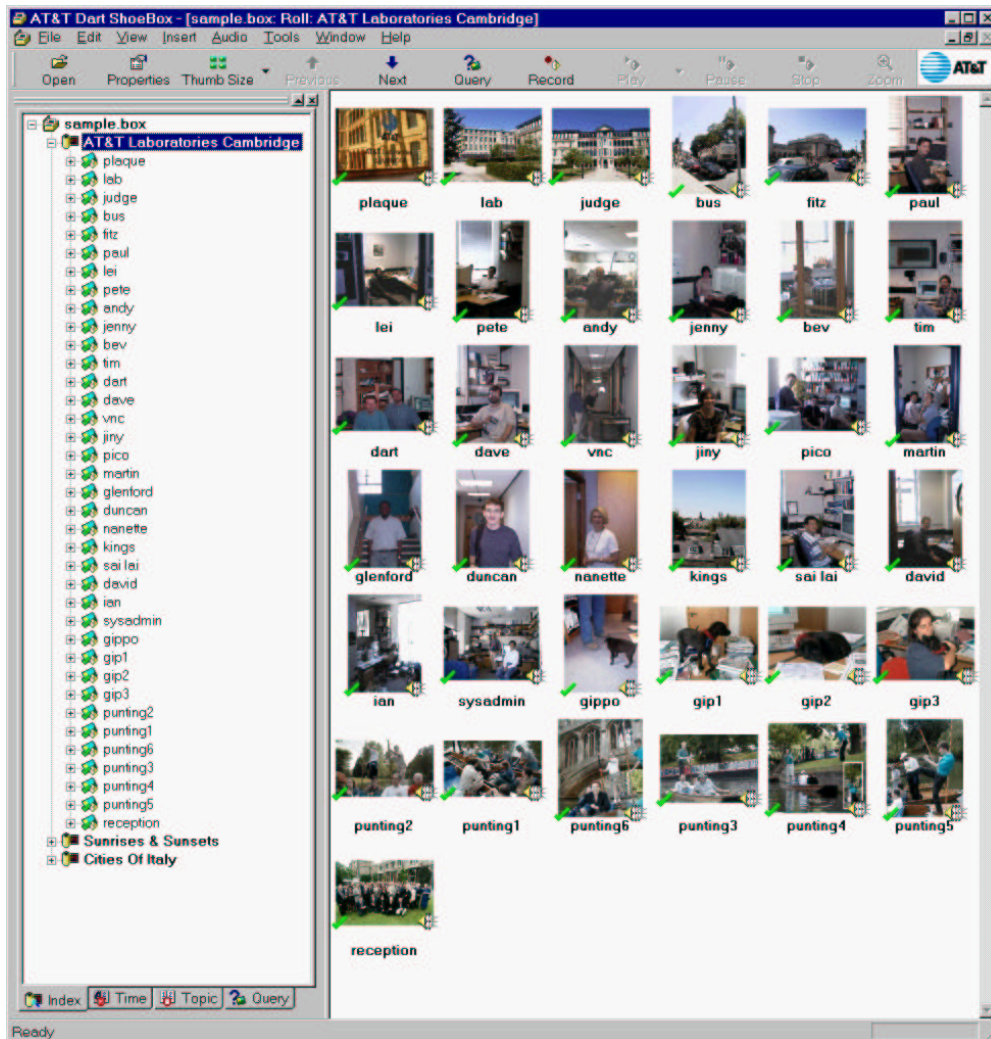 AT&T Dart ShoeBox - [sample.box: Roll: AT&T Laboratories Cambridge]
File Edit View Insert Audio Tools Window Help
Open Properties Thumb Size Previous Next Query Record Play Pause Stop Zoom AT&T
sample.box
AT&T Laboratories Cambridge
plaque
lab
judge
bus
fitz
paul
lei
pete
andy
jenny
bev
tim
dart
dave
vnc
jiny
pico
martin
glenford
duncan
nanette
kings
sai lai
david
ian
sysadmin
gippo
gip1
gip2
gip3
punting2
punting1
punting6
punting3
punting4
punting5
reception
Sunrises & Sunsets
Cities Of Italy
Index Time Topic Query
plaque lab judge bus fitz paul
lei pete andy jenny bev tim
dart dave vnc jiny pico martin
glenford duncan nanette kings sai lai david
ian sysadmin gippo gip1 gip2 gip3
punting2 punting1 punting6 punting3 punting4 punting5
reception
Ready